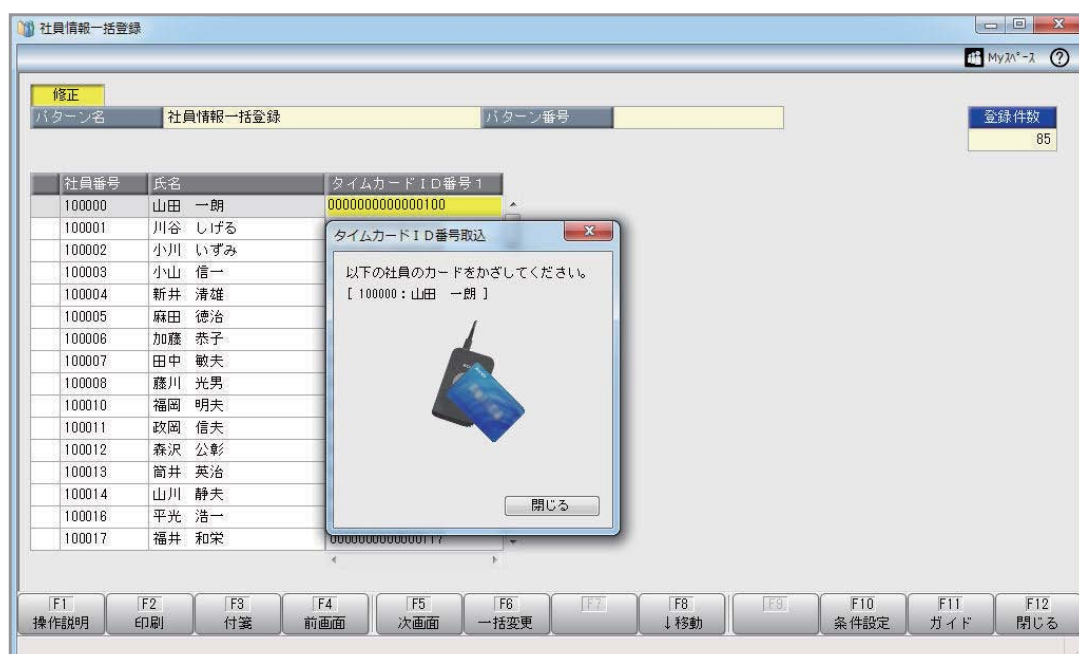 社員情報一括登録
Myスペース ?
修正
パターン名 社員情報一括登録 パターン番号
登録件数
85
社員番号 氏名 タイムカードID番号1
100000 山田 一朗 0000000000000100
100001 川谷 しげる
100002 小川 いずみ
100003 小山 信一
100004 新井 清雄
100005 麻田 徳治
100006 加藤 恭子
100007 田中 敏夫
100008 藤川 光男
100010 福岡 明夫
100011 政岡 信夫
100012 森沢 公彰
100013 筒井 英治
100014 山川 静夫
100016 平光 浩一
100017 福井 和栄 0000000000000117
タイムカードID番号取込
以下の社員のカードをかざしてください。
[ 100000:山田 一朗 ]
閉じる
F1 F2 F3 F4 F5 F6 F7 F8 F9 F10 F11 F12
操作説明 印刷 付箋 前画面 次画面 一括変更 ↓移動 条件設定 ガイド 閉じる